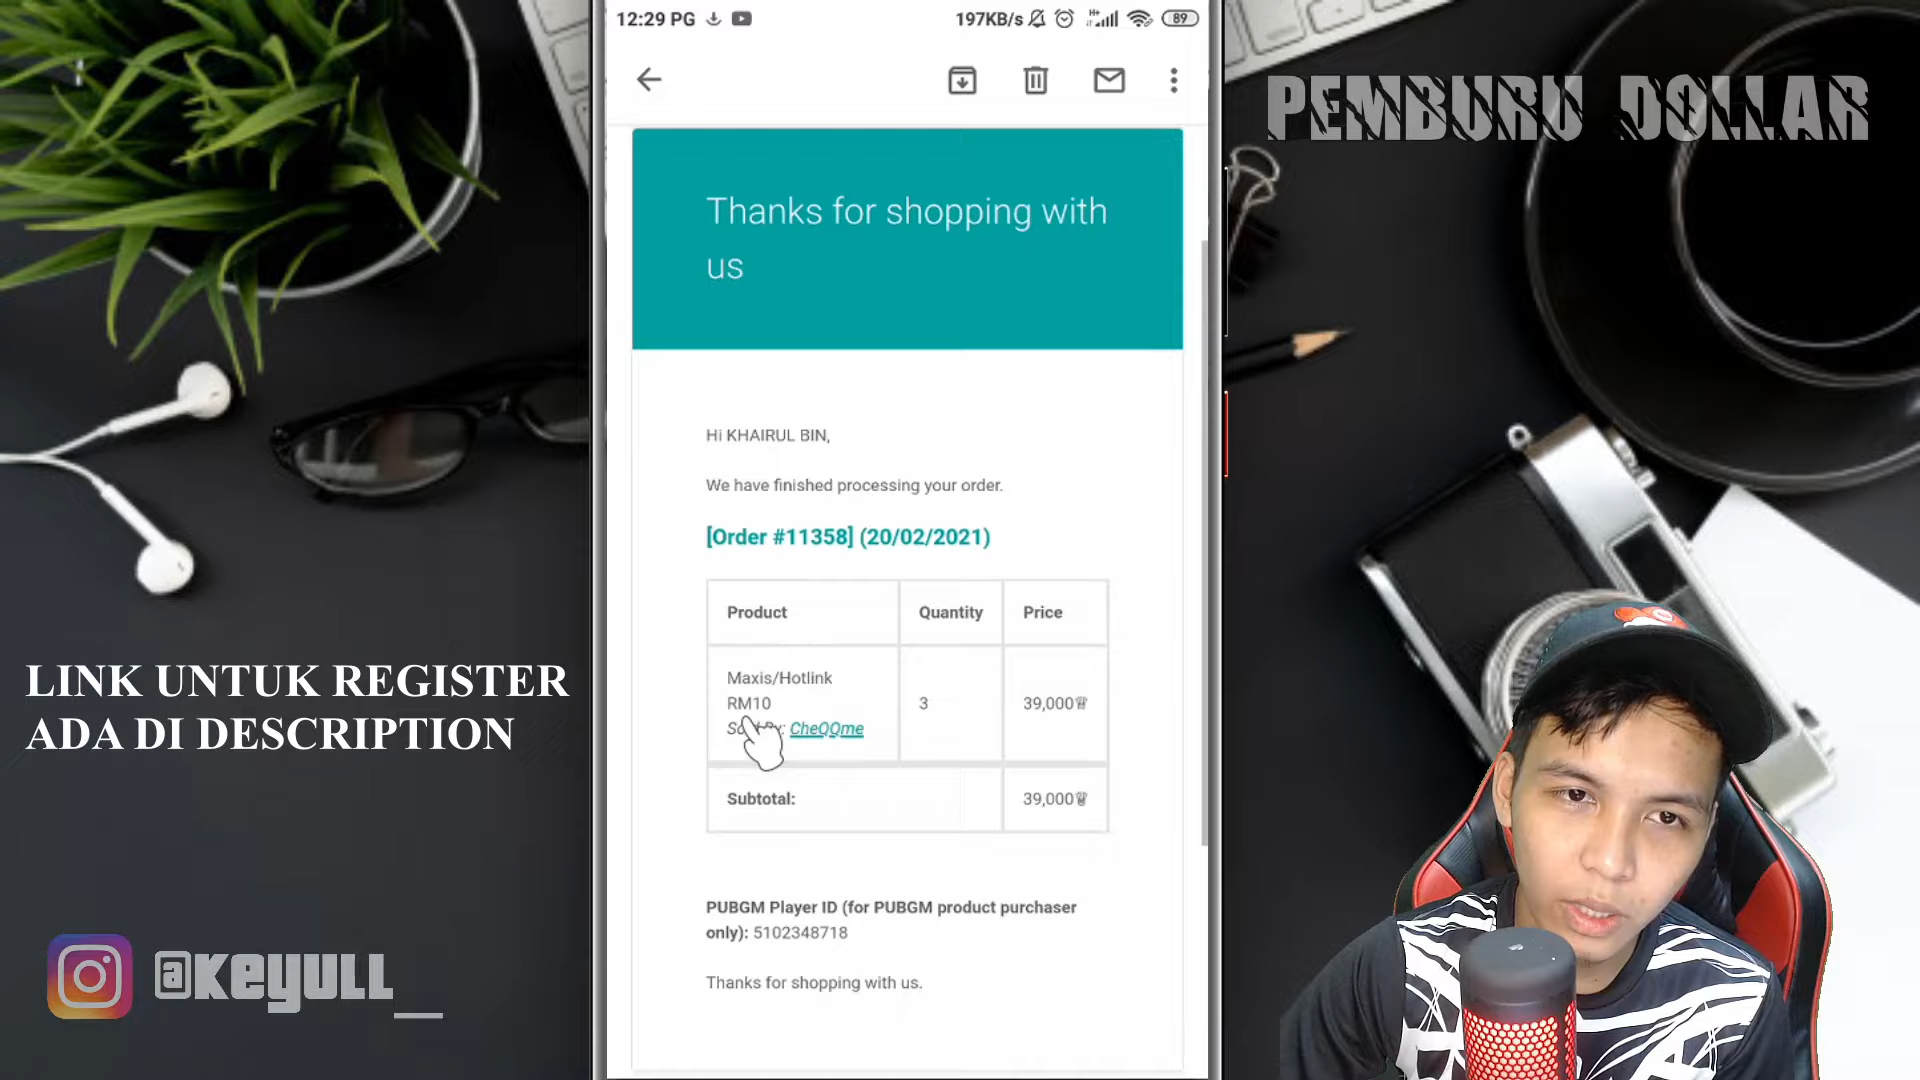 12:29 PG
197KB/s
H+
89
PEMBURU DOLLAR
Thanks for shopping with
us
Hi KHAIRUL BIN,
We have finished processing your order.
[Order #11358] (20/02/2021)
Product Quantity Price
Maxis/Hotlink
RM10
3
39,000♕
CheQQme
Subtotal: 39,000♕
PUBGM Player ID (for PUBGM product purchaser
only): 5102348718
Thanks for shopping with us.
LINK UNTUK REGISTER
ADA DI DESCRIPTION
@KEYULL_